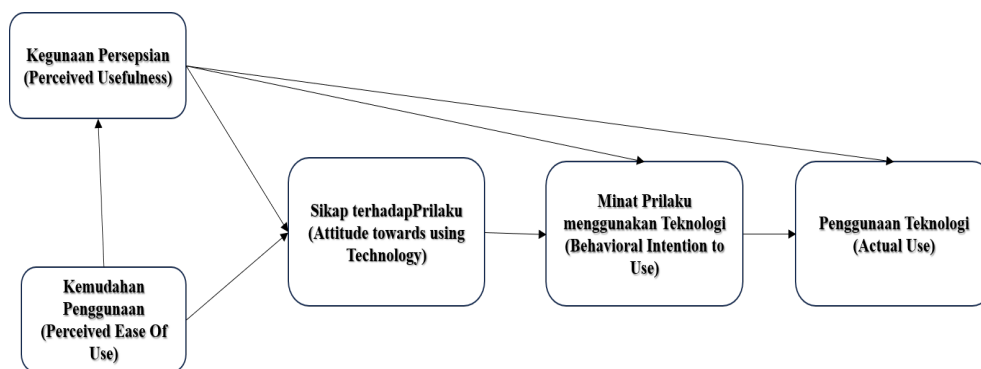 Kegunaan Persepsian
(Perceived Usefulness)
Sikap terhadapPrilaku
(Attitude towards using
Technology)
Minat Prilaku
menggunakan Teknologi
(Behavioral Intention to
Use)
Penggunaan Teknologi
(Actual Use)
Kemudahan
Penggunaan
(Perceived Ease Of
Use)